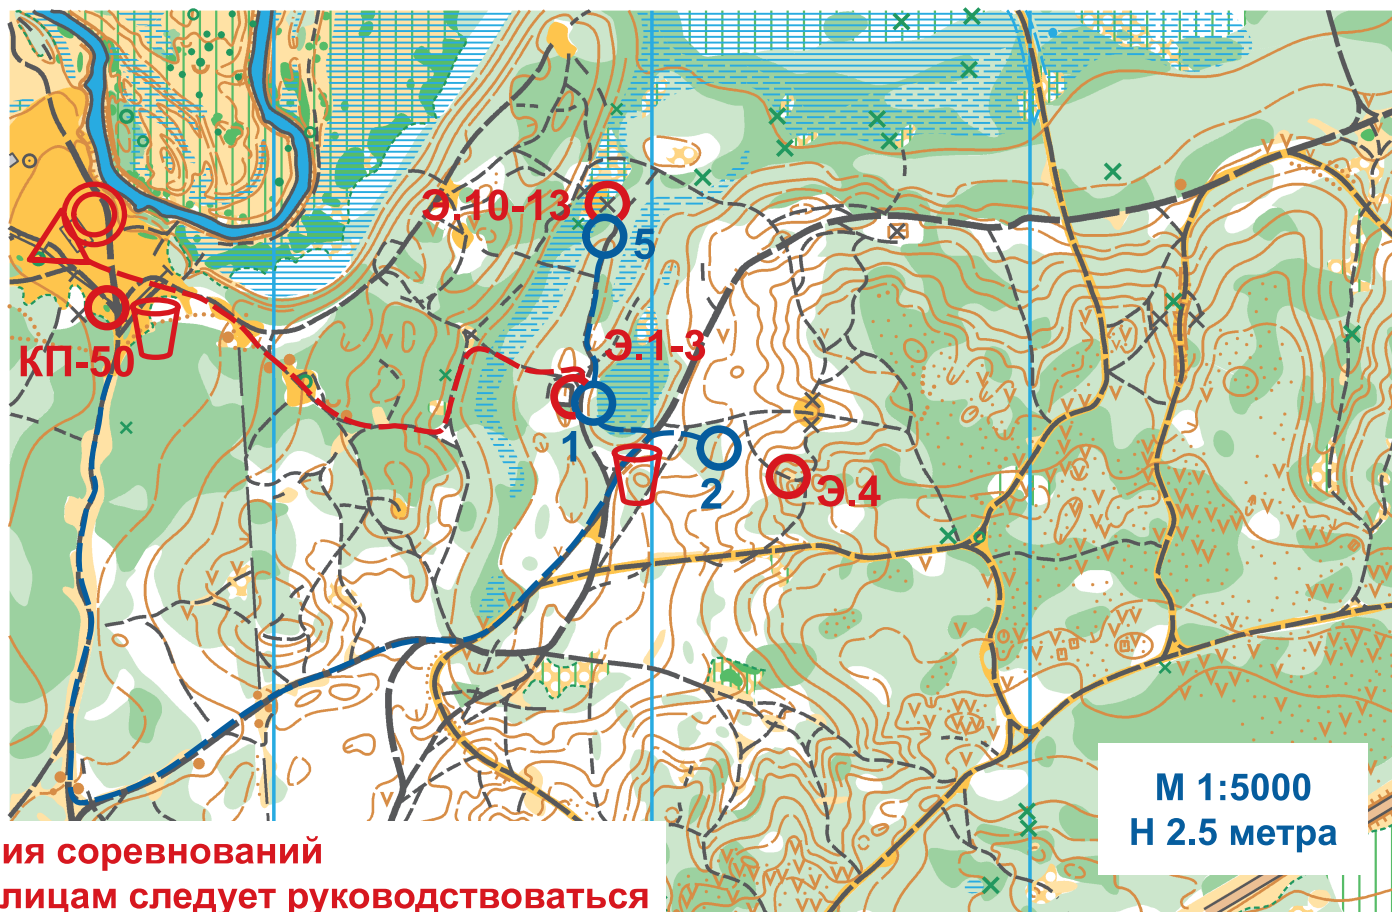 Э.10-13
5
Э.1-3
КП-50
1
2
Э.4
М 1:5000
Н 2.5 метра
ия соревнований
лицам следует руководствоваться